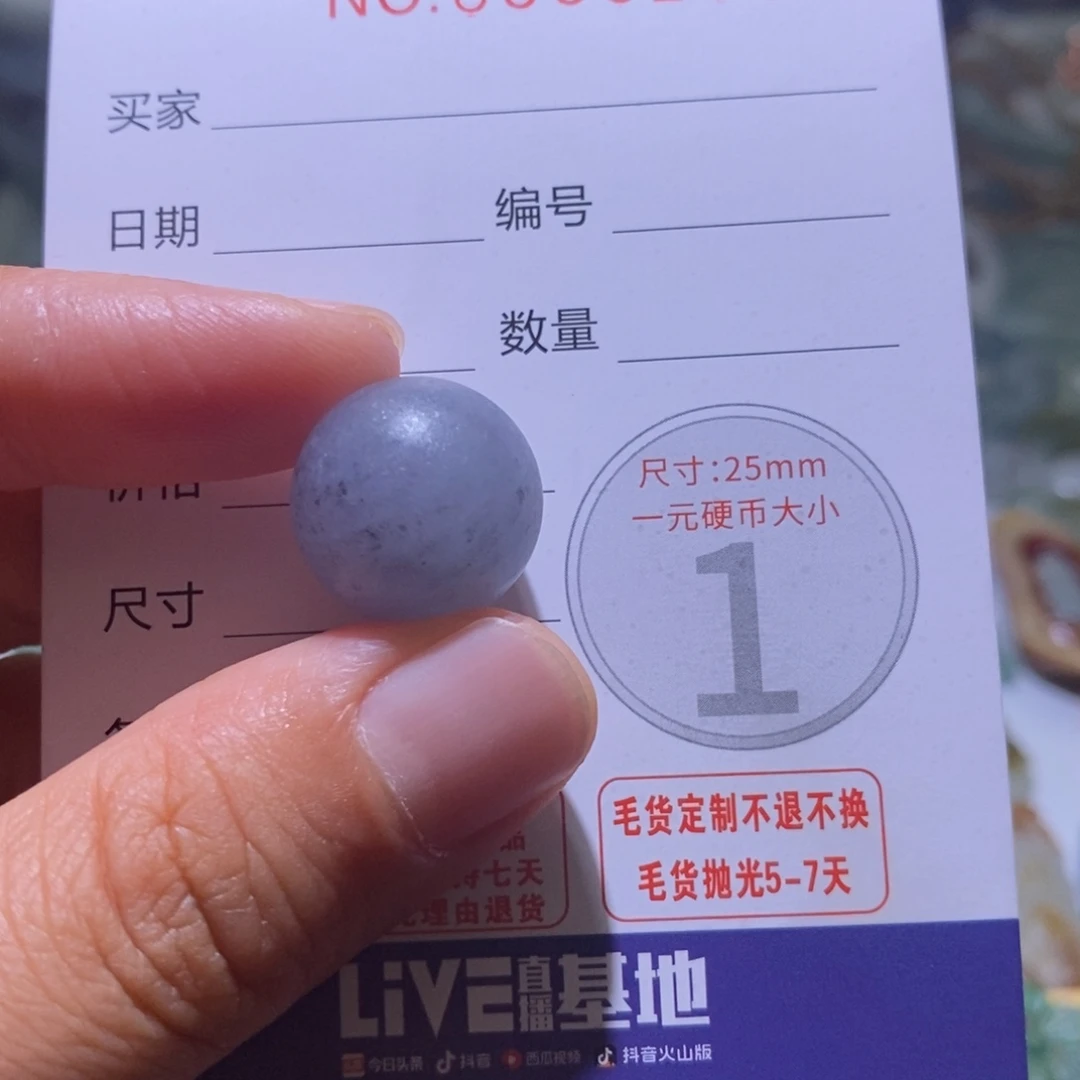 买家
日期
编号
数量
尺寸:25mm
一元硬币大小
1
尺寸
毛货定制不退不换
毛货抛光5-7天
七天
理由退货
LiVE直播基地
今日头条 抖音 西瓜视频 抖音火山版